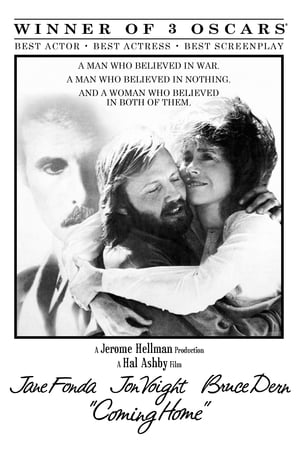 WINNER OF 3 OSCARS®
BEST ACTOR • BEST ACTRESS • BEST SCREENPLAY
A MAN WHO BELIEVED IN WAR.
A MAN WHO BELIEVED IN NOTHING.
AND A WOMAN WHO BELIEVED
IN BOTH OF THEM.
A Jerome Hellman Production
A Hal Ashby Film
Jane Fonda Jon Voight Bruce Dern
"Coming Home"